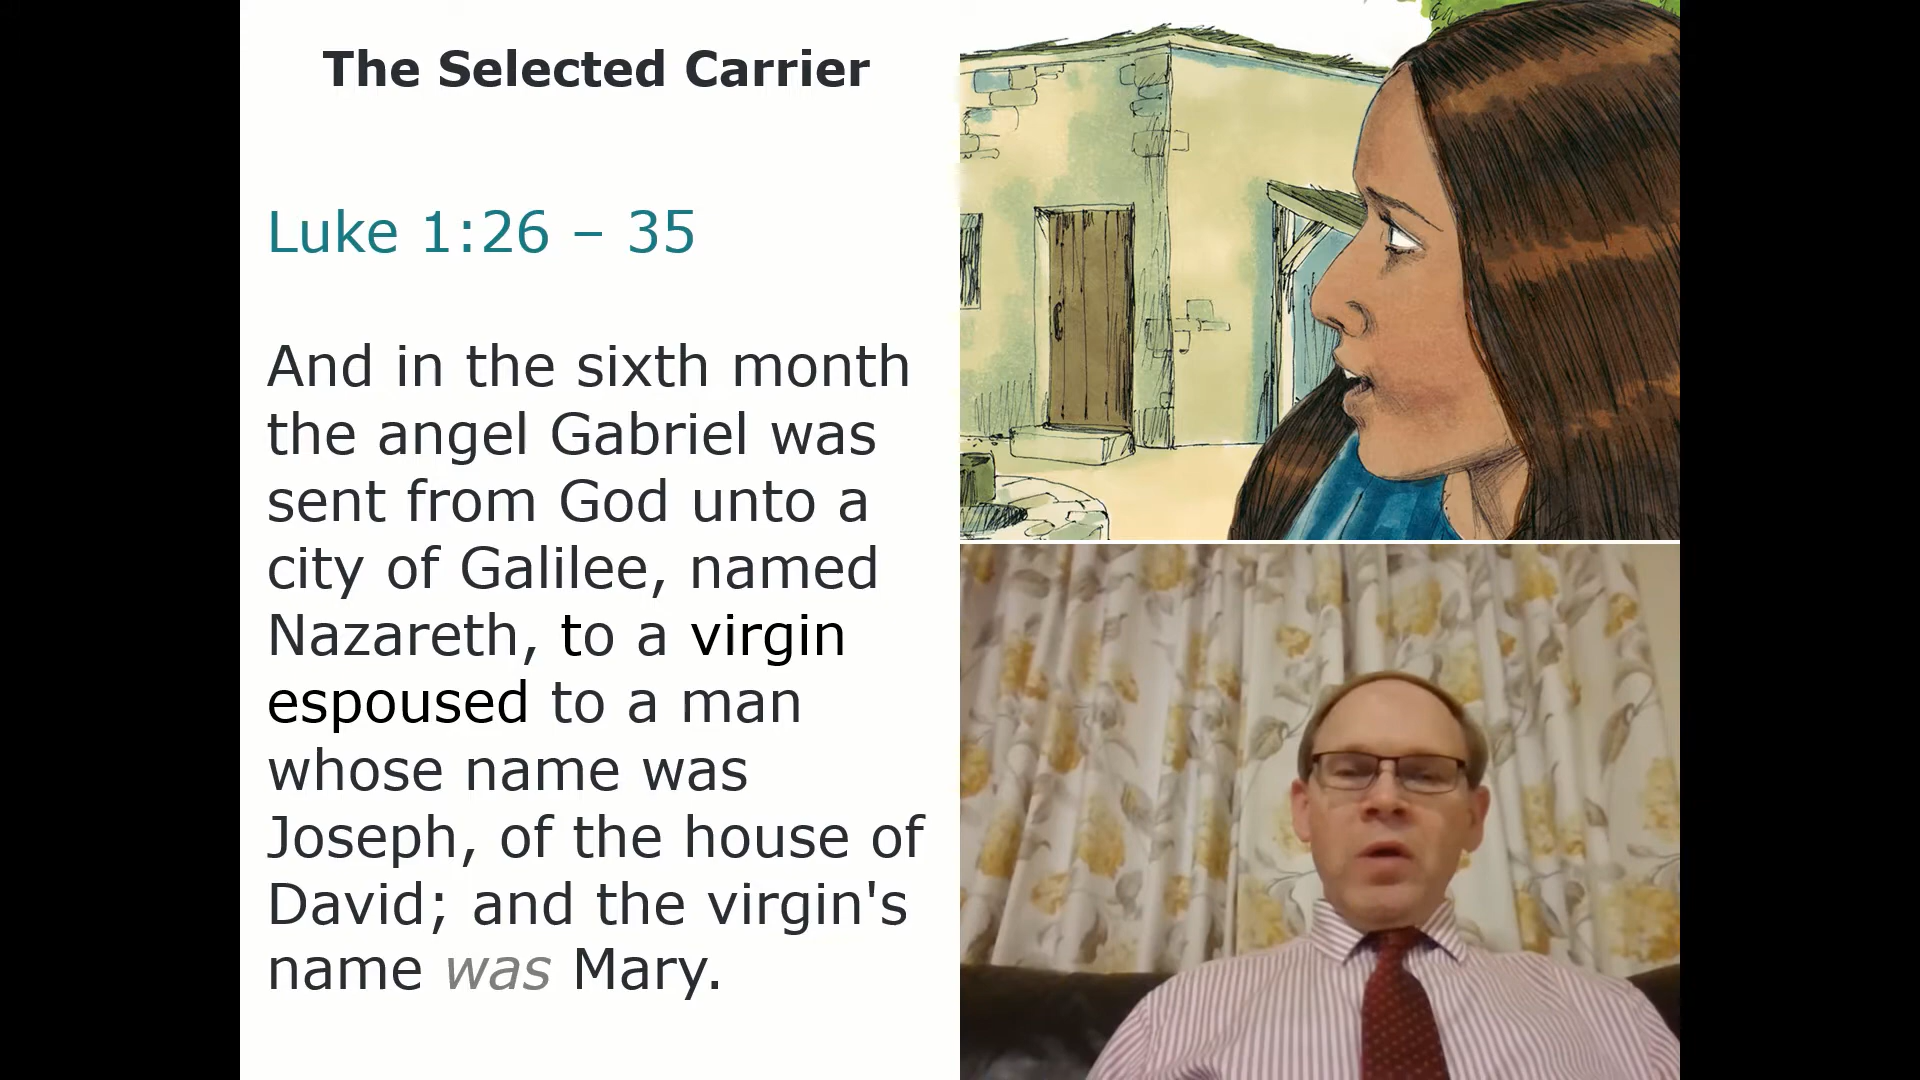 The Selected Carrier
Luke 1:26 – 35
And in the sixth month
the angel Gabriel was
sent from God unto a
city of Galilee, named
Nazareth, to a virgin
espoused to a man
whose name was
Joseph, of the house of
David; and the virgin's
name was Mary.